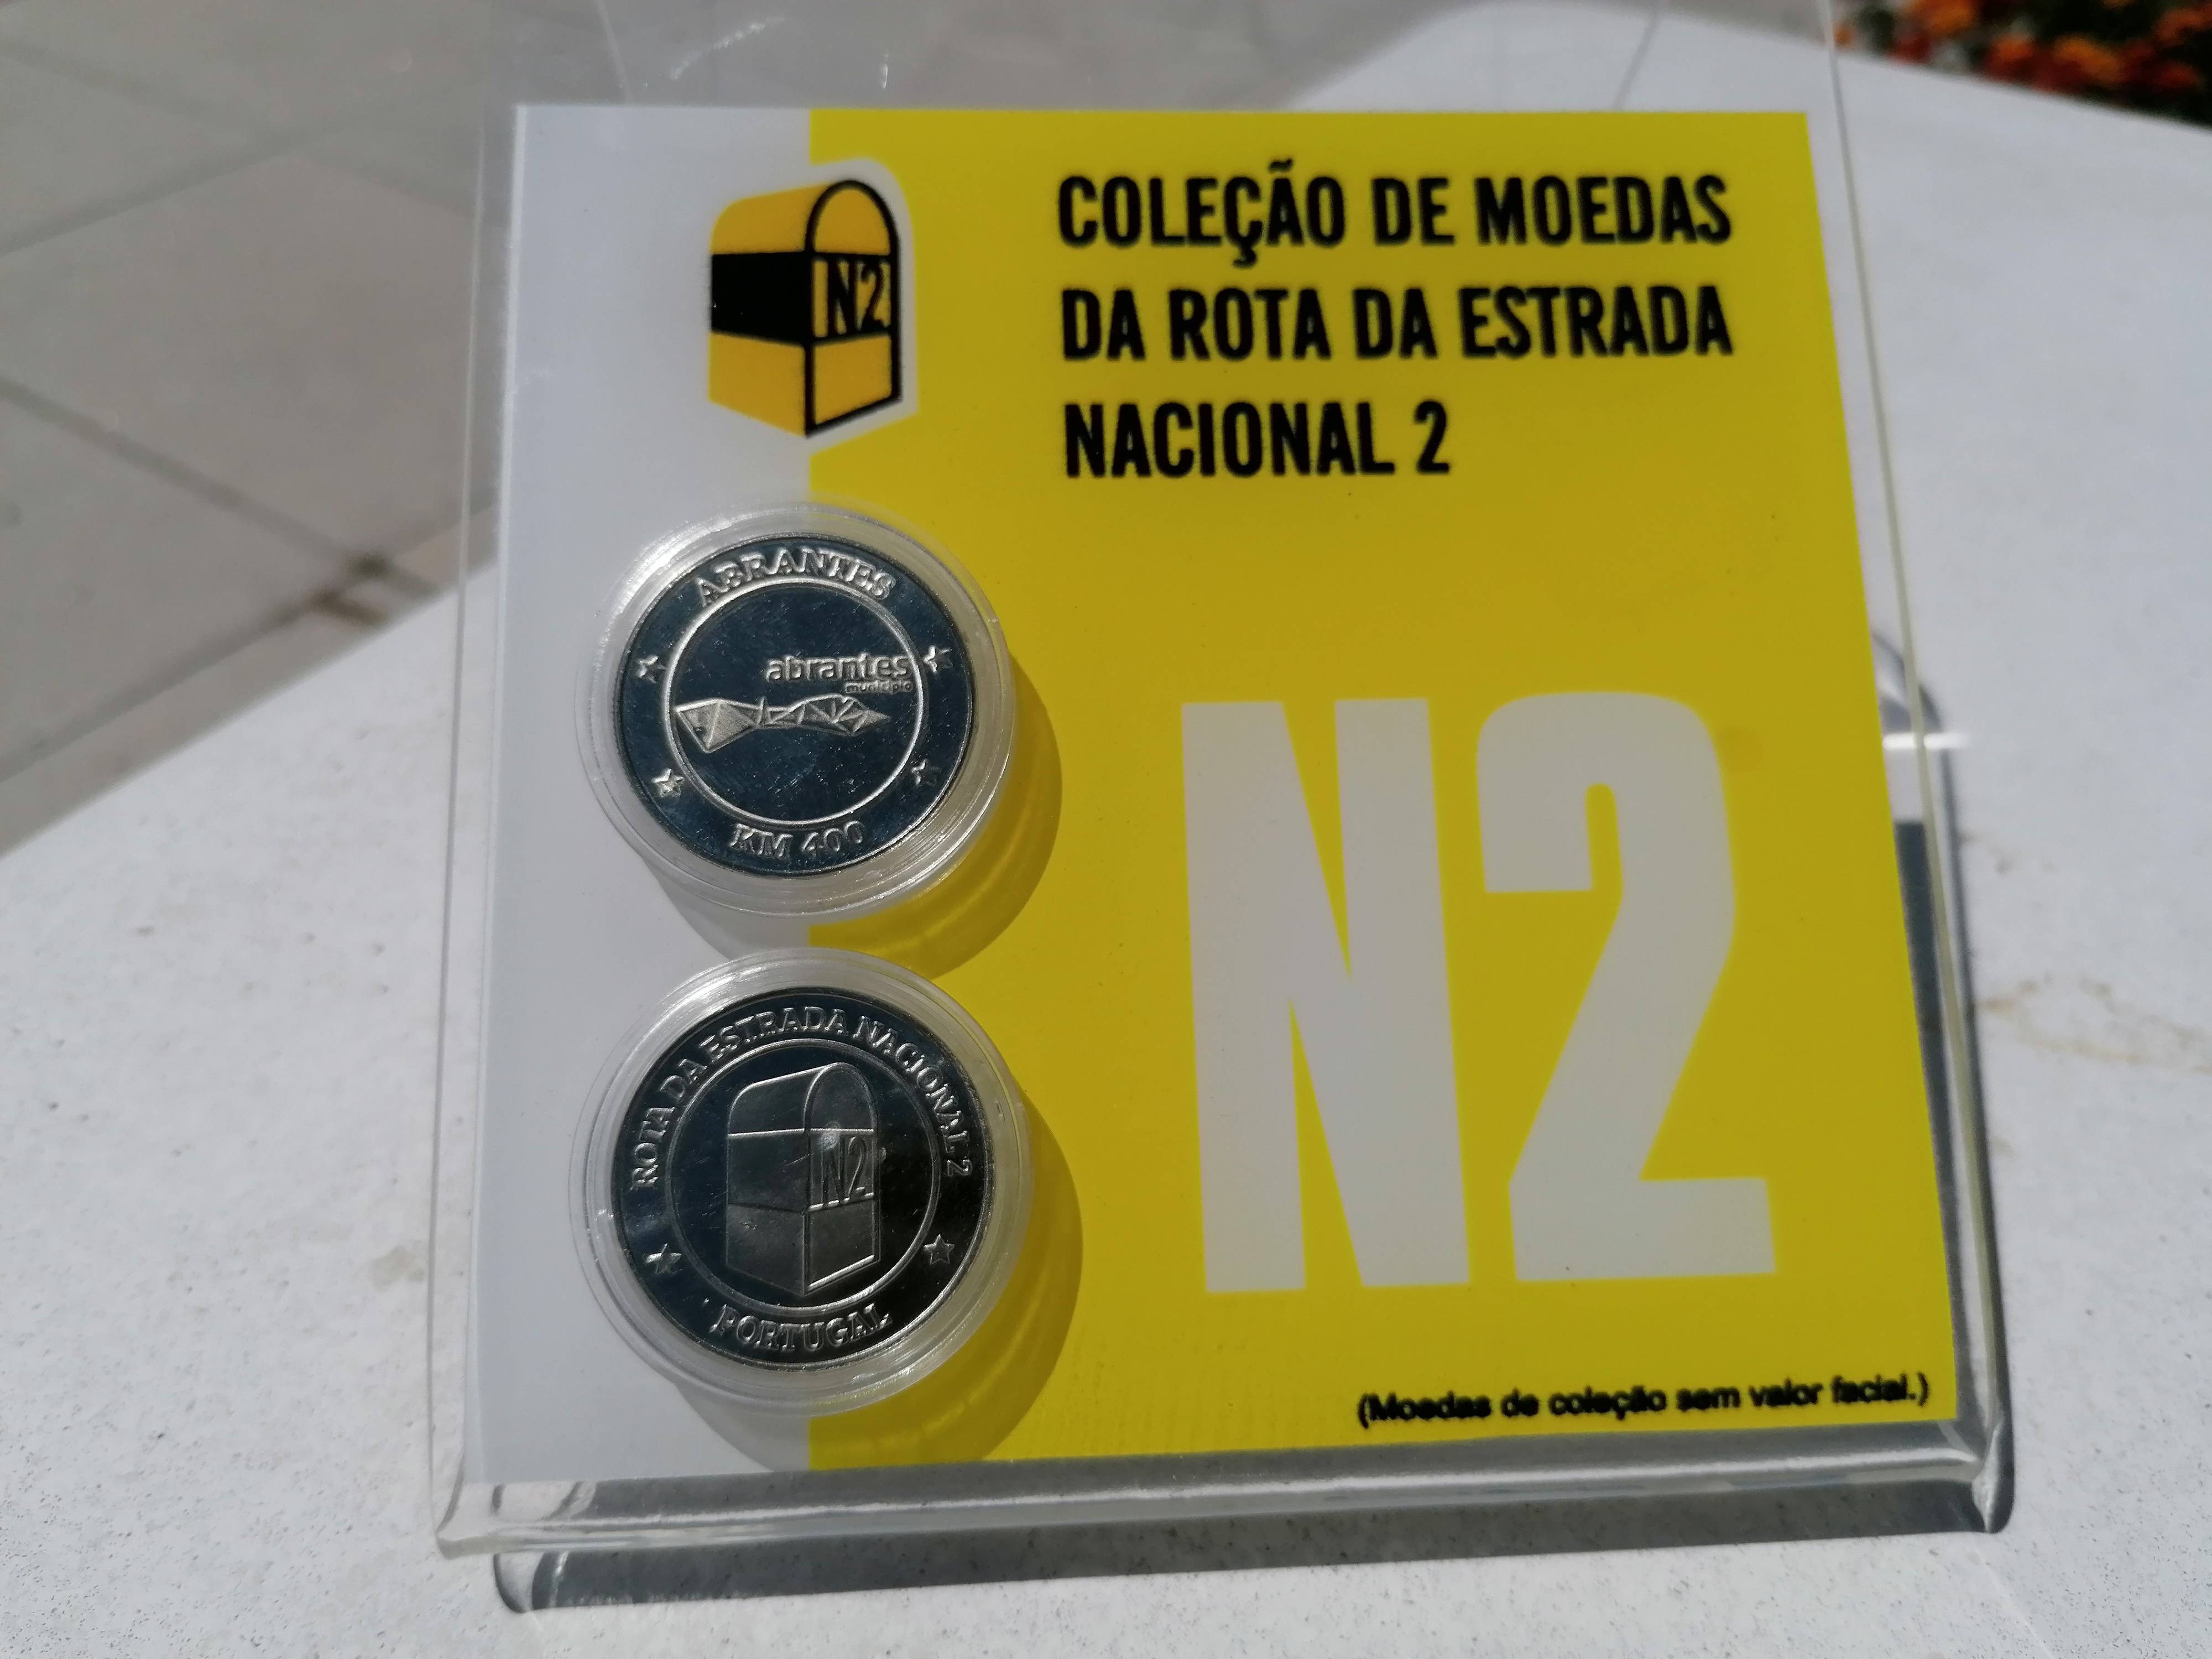 COLEÇÃO DE MOEDAS
DA ROTA DA ESTRADA
NACIONAL 2
N2
ABRANTES
abrantes
município
KM 400
N2
ROTA DA ESTRADA NACIONAL 2
N2
PORTUGAL
(Moedas de coleção sem valor facial.)